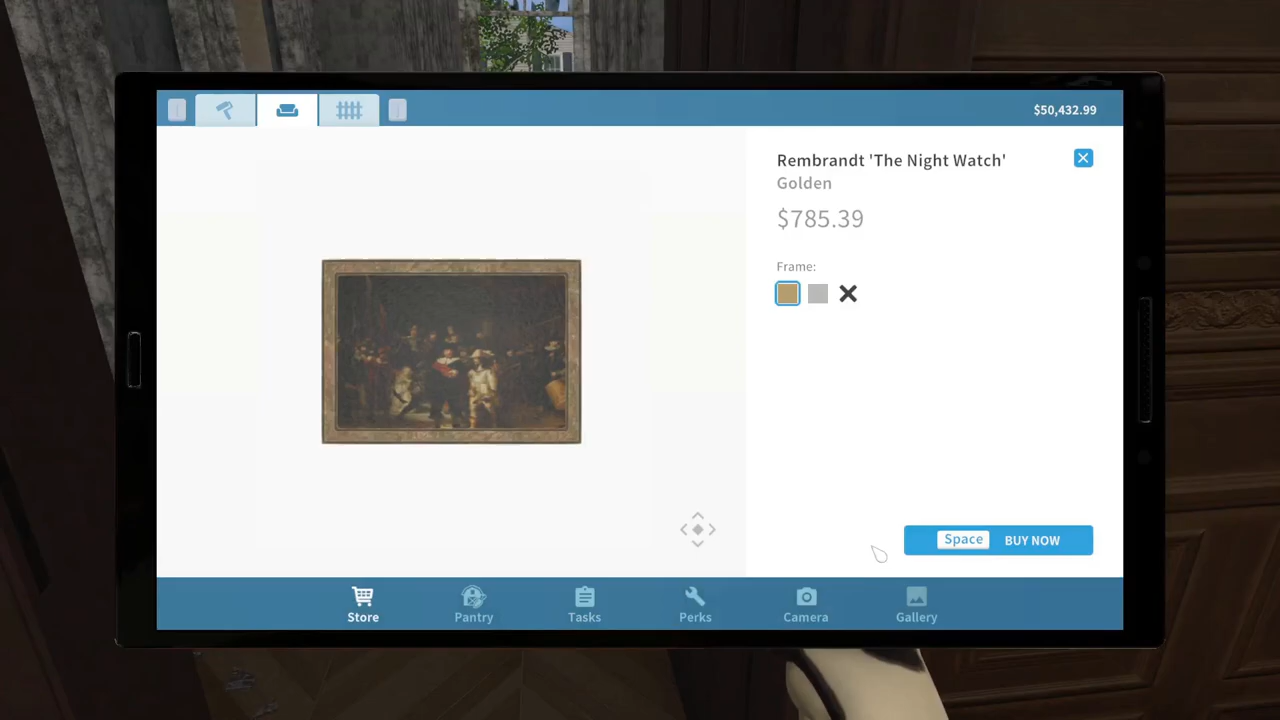 $50,432.99
Rembrandt 'The Night Watch'
Golden
$785.39
Frame:
Space BUY NOW
Store Pantry Tasks Perks Camera Gallery